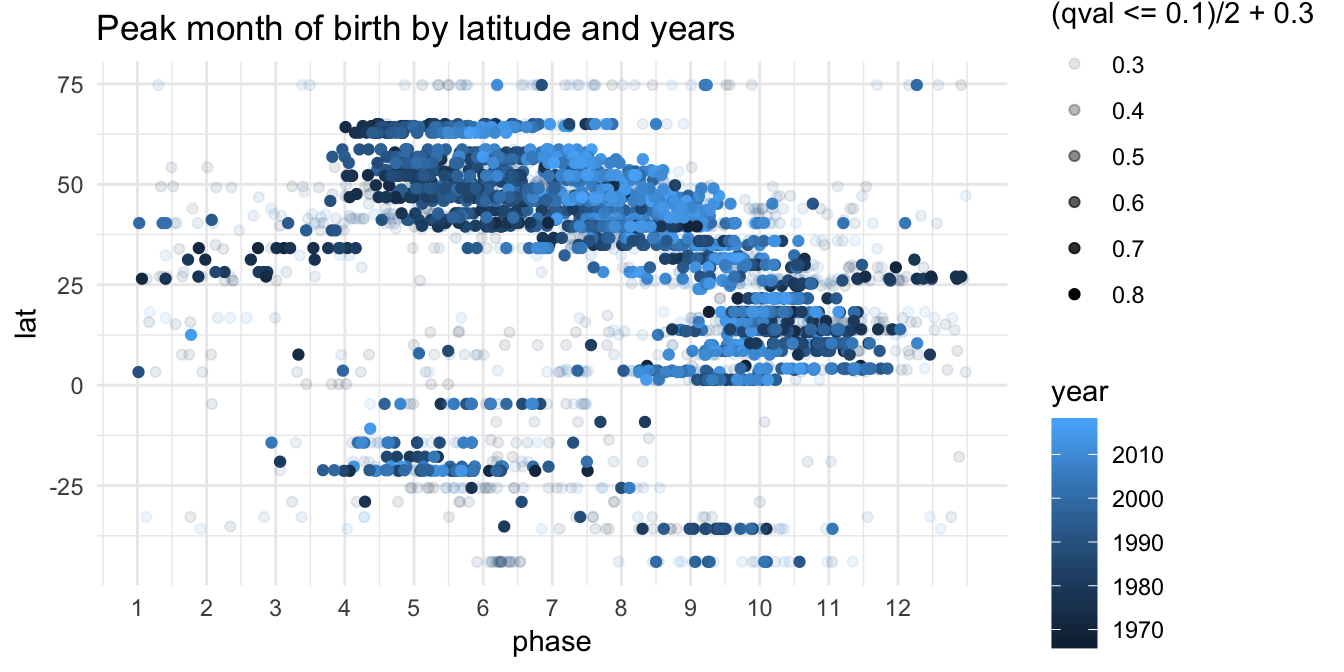 Peak month of birth by latitude and years
(qval <= 0.1)/2 + 0.3
0.3
0.4
0.5
0.6
0.7
0.8
year
2010
2000
1990
1980
1970
lat
75
50
25
0
-25
1 2 3 4 5 6 7 8 9 10 11 12
phase